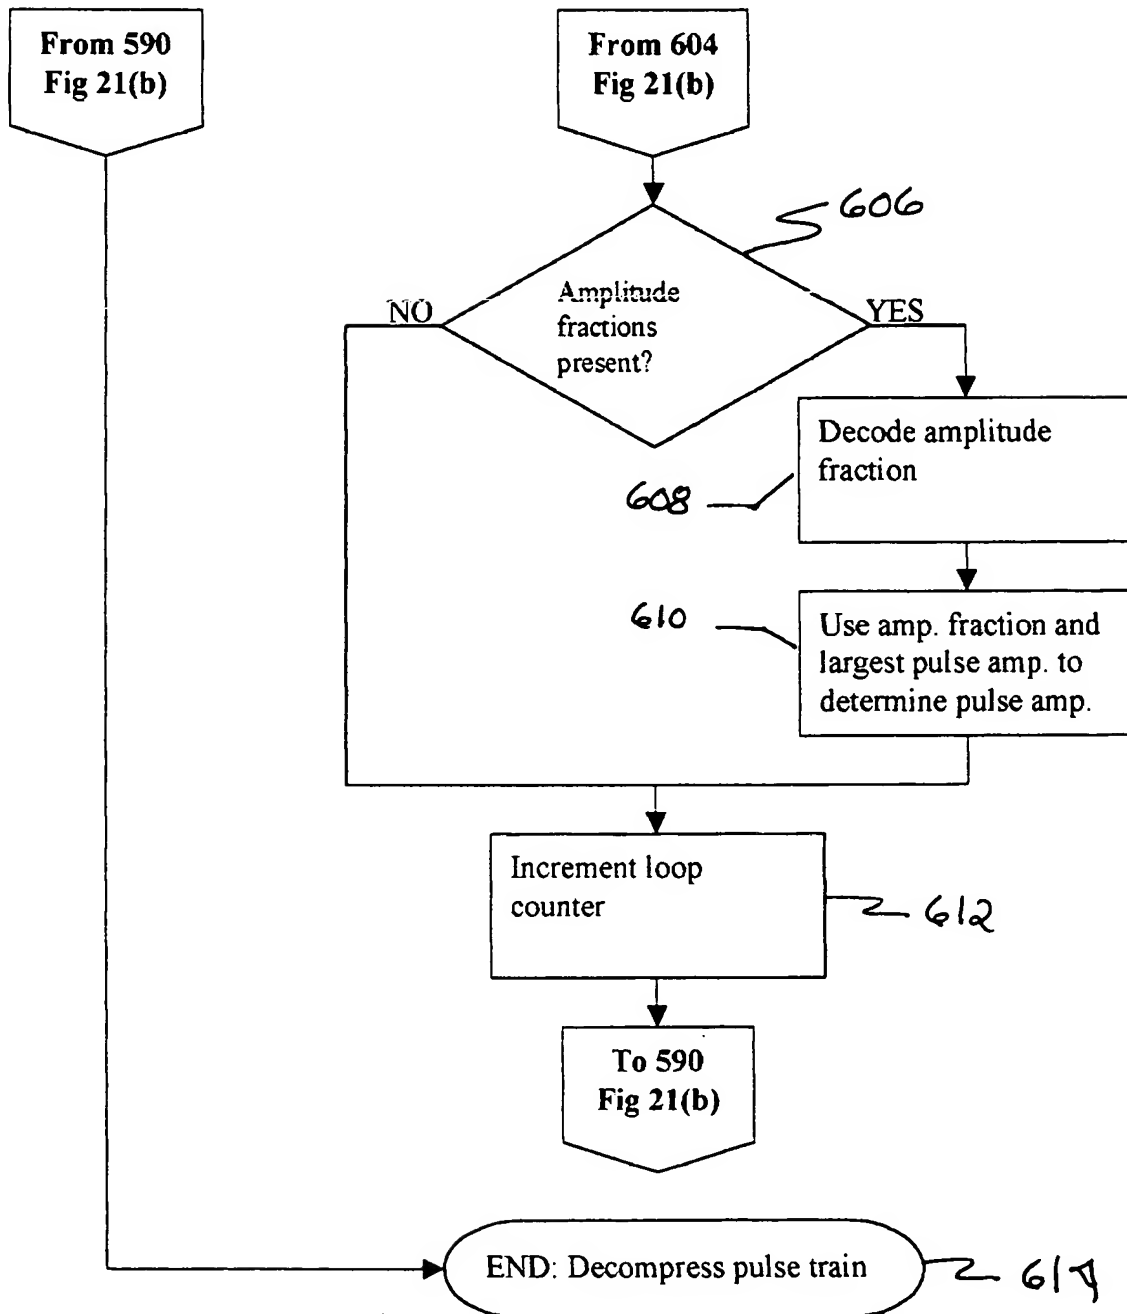 From 590
Fig 21(b)
From 604
Fig 21(b)
606
Amplitude
fractions
present?
NO
YES
Decode amplitude
fraction
608
610
Use amp. fraction and
largest pulse amp. to
determine pulse amp.
Increment loop
counter
612
To 590
Fig 21(b)
END: Decompress pulse train
614